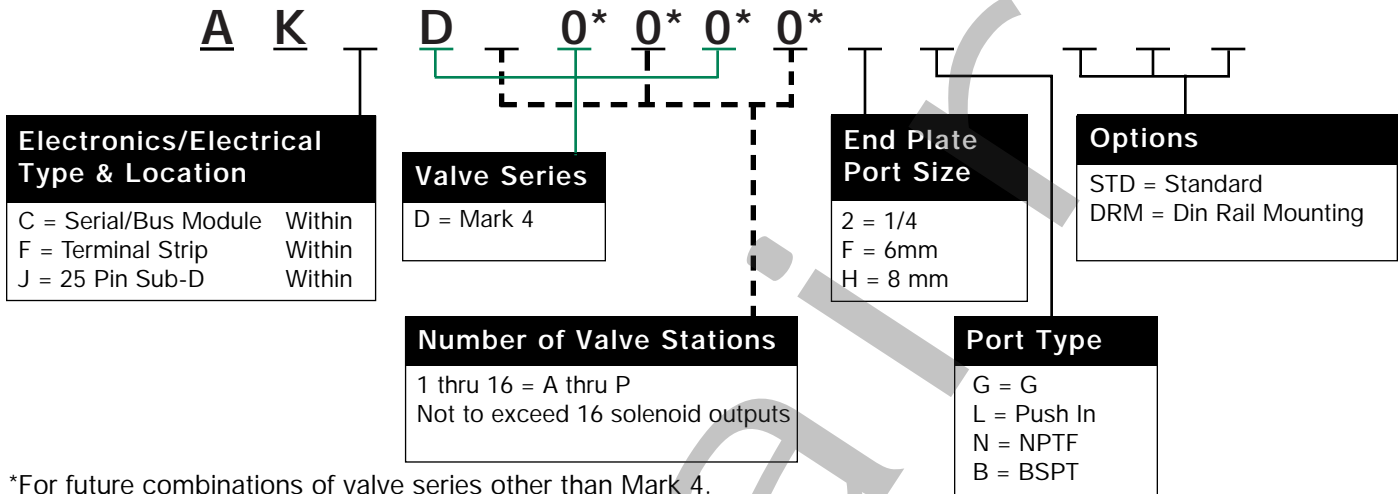 A K _ D _ 0* 0* 0* 0* _ _ _ _ _
Electronics/Electrical
Type & Location
C = Serial/Bus Module Within
F = Terminal Strip Within
J = 25 Pin Sub-D Within
Valve Series
D = Mark 4
Number of Valve Stations
1 thru 16 = A thru P
Not to exceed 16 solenoid outputs
End Plate
Port Size
2 = 1/4
F = 6mm
H = 8 mm
Port Type
G = G
L = Push In
N = NPTF
B = BSPT
Options
STD = Standard
DRM = Din Rail Mounting
*For future combinations of valve series other than Mark 4.